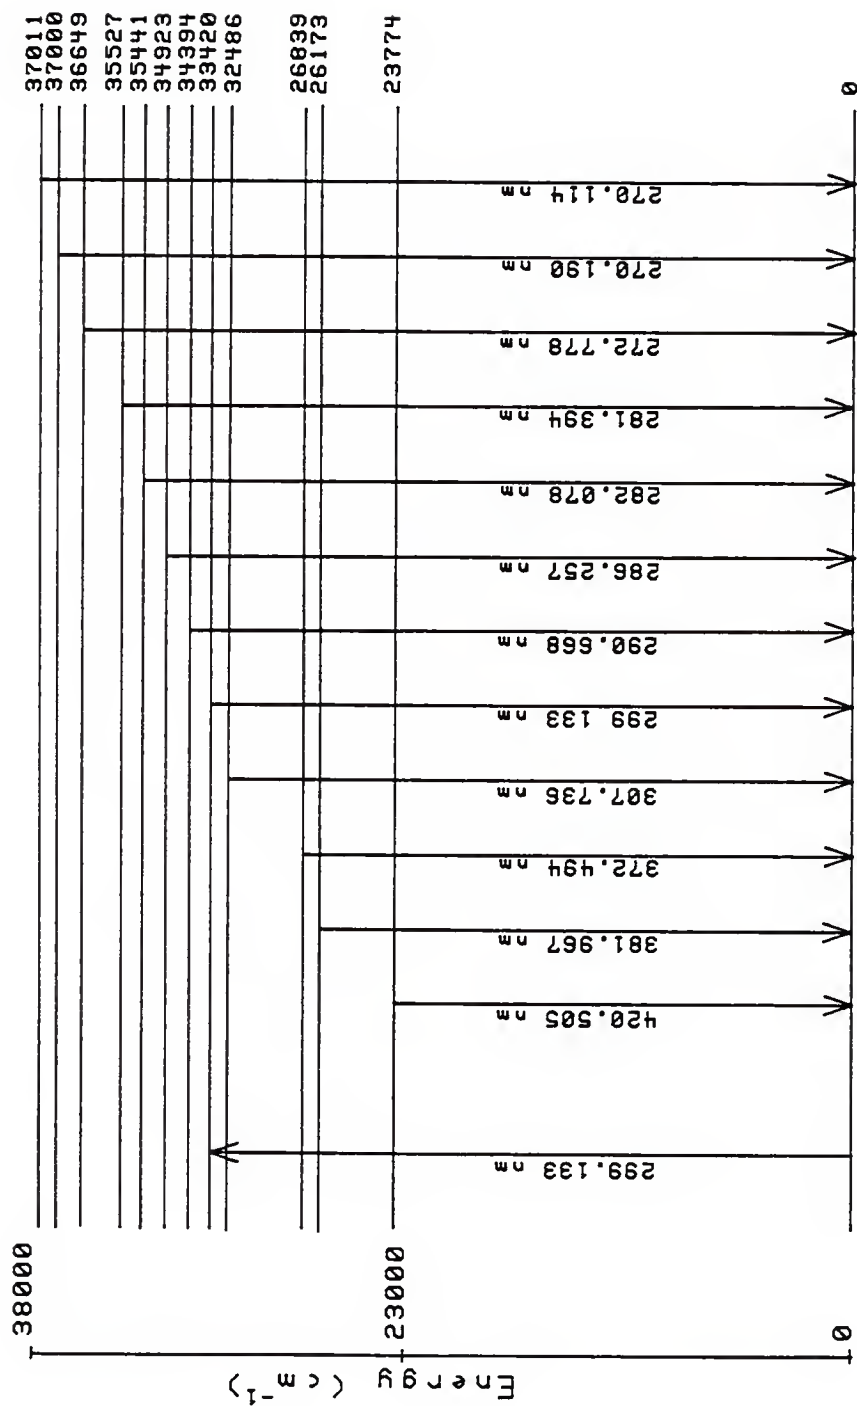 37011
37000
36649
35527
35441
34923
34394
33420
32486
26839
26173
23774
0
270.114 nm
270.190 nm
272.778 nm
281.394 nm
282.078 nm
286.257 nm
290.668 nm
299 133 nm
307.736 nm
372.494 nm
381.967 nm
420.505 nm
299.133 nm
38000
23000
0
Energy (cm⁻¹)